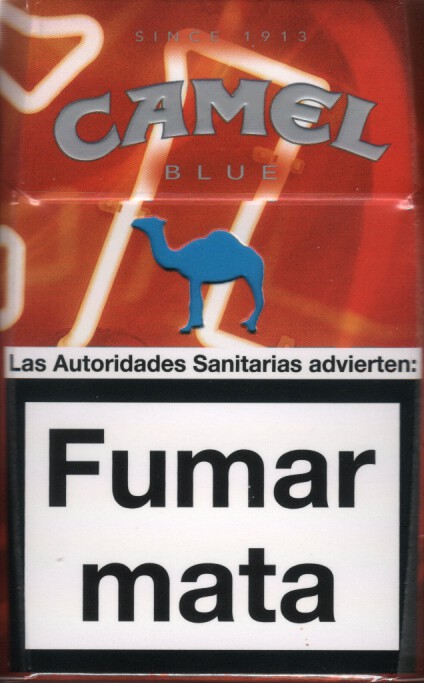 SINCE 1913
CAMEL
BLUE
Las Autoridades Sanitarias advierten:
Fumar
mata